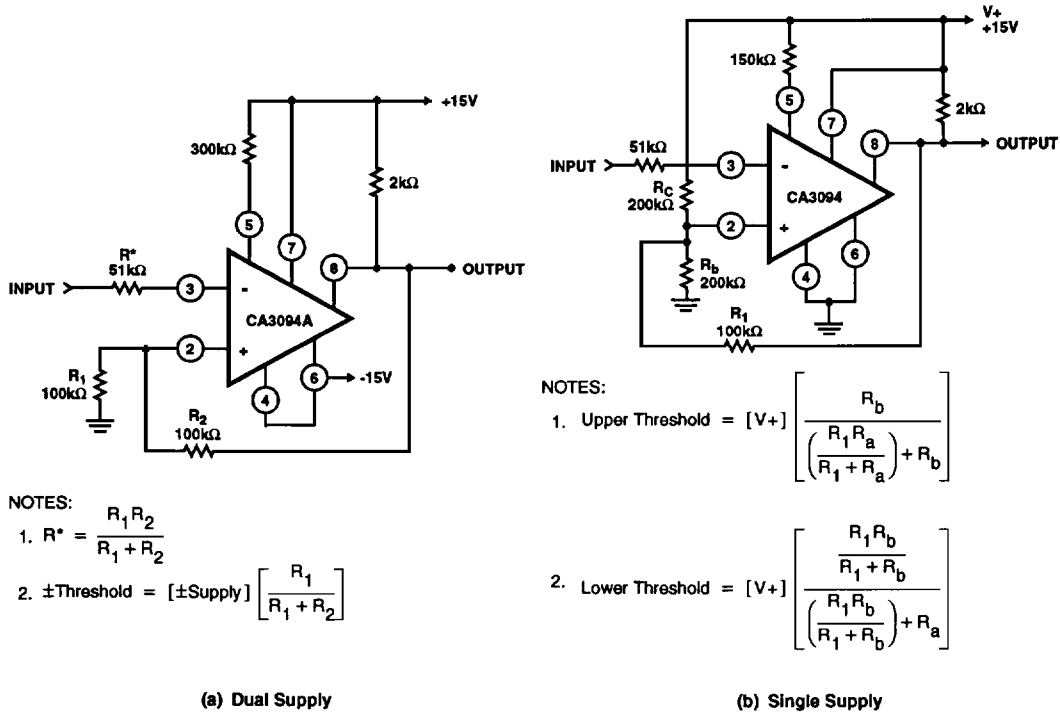 +15V
300kΩ
2kΩ
5
7
8
R*
51kΩ
INPUT
3
-
OUTPUT
CA3094A
2
+
R1
100kΩ
4
6
-15V
R2
100kΩ
NOTES:
1. R* = R1R2 / R1 + R2
2. ±Threshold = [±Supply] [R1 / R1 + R2]
(a) Dual Supply
V+
+15V
150kΩ
5
7
2kΩ
8
OUTPUT
51kΩ
INPUT
3
-
RC
200kΩ
CA3094
2
+
Rb
200kΩ
4
6
R1
100kΩ
NOTES:
1. Upper Threshold = [V+] [Rb / (R1Ra / R1 + Ra) + Rb]
2. Lower Threshold = [V+] [R1Rb / R1 + Rb / (R1Rb / R1 + Rb) + Ra]
(b) Single Supply